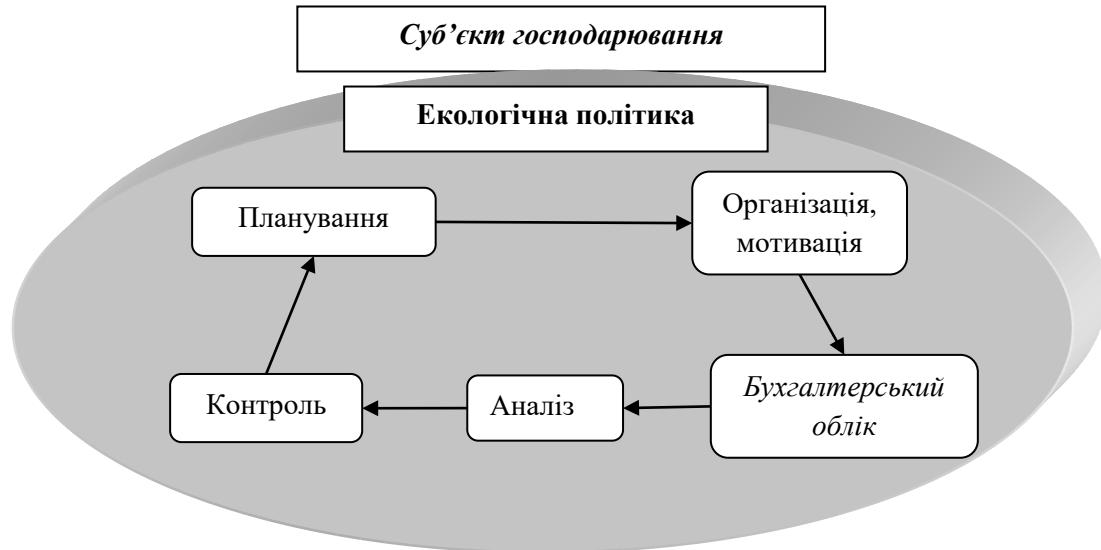 Суб’єкт господарювання
Екологічна політика
Планування
Організація,
мотивація
Контроль
Аналіз
Бухгалтерський
облік